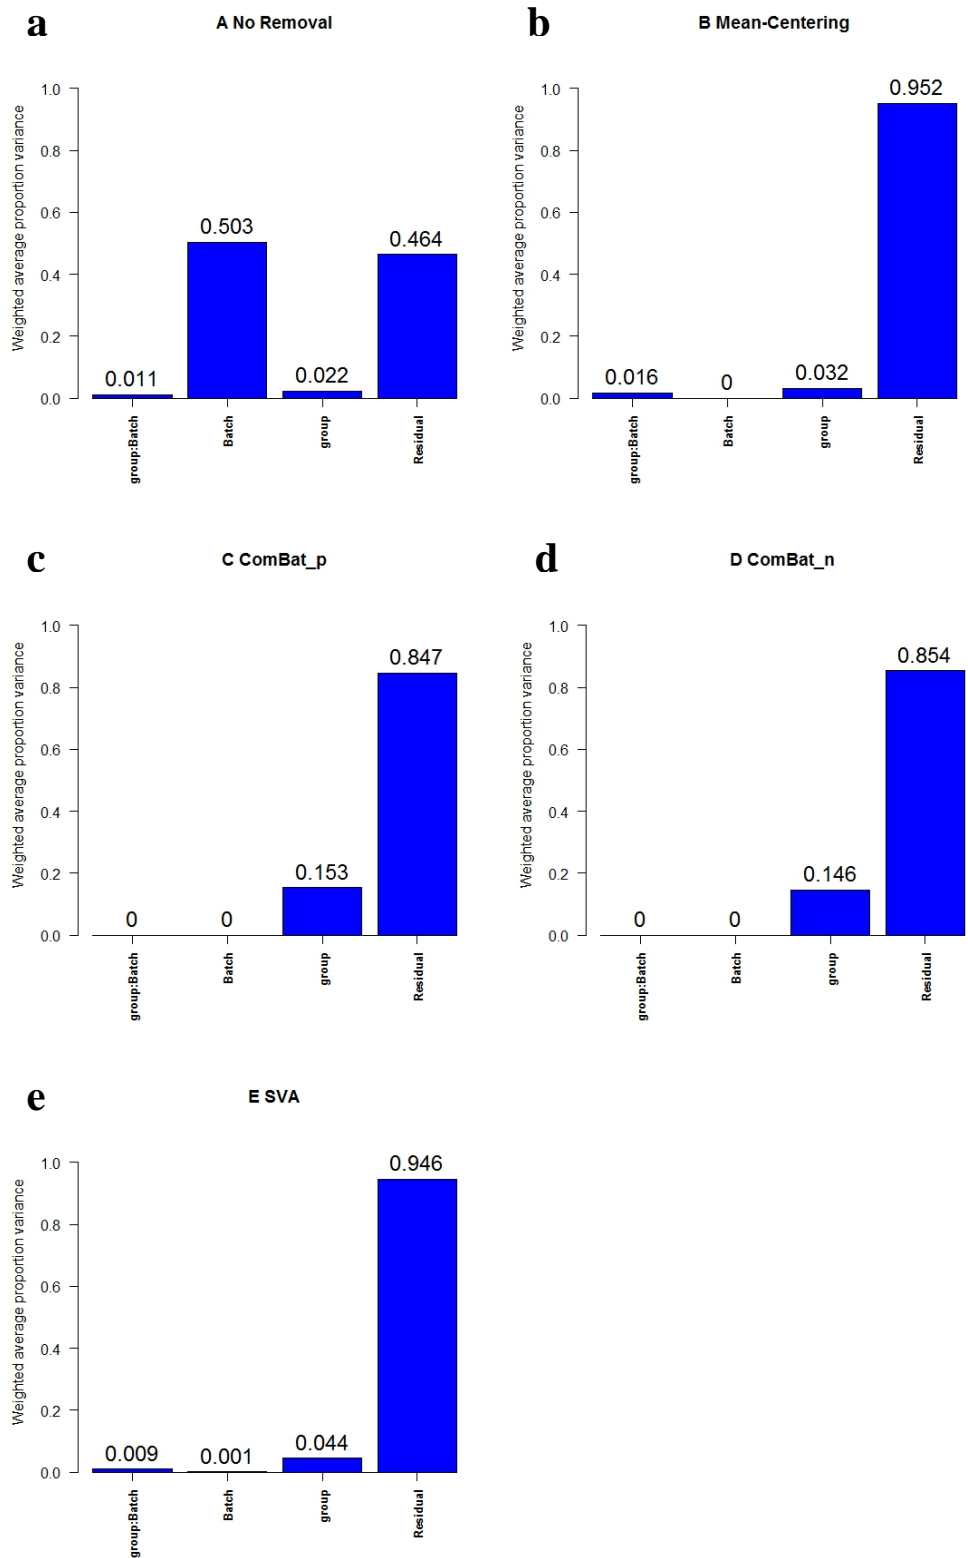 a
A No Removal
Weighted average proportion variance
1.0
0.8
0.6
0.4
0.2
0.0
0.011
0.503
0.022
0.464
group:Batch
Batch
group
Residual
b
B Mean-Centering
Weighted average proportion variance
1.0
0.8
0.6
0.4
0.2
0.0
0.016
0
0.032
0.952
group:Batch
Batch
group
Residual
c
C ComBat_p
Weighted average proportion variance
1.0
0.8
0.6
0.4
0.2
0.0
0
0
0.153
0.847
group:Batch
Batch
group
Residual
d
D ComBat_n
Weighted average proportion variance
1.0
0.8
0.6
0.4
0.2
0.0
0
0
0.146
0.854
group:Batch
Batch
group
Residual
e
E SVA
Weighted average proportion variance
1.0
0.8
0.6
0.4
0.2
0.0
0.009
0.001
0.044
0.946
group:Batch
Batch
group
Residual